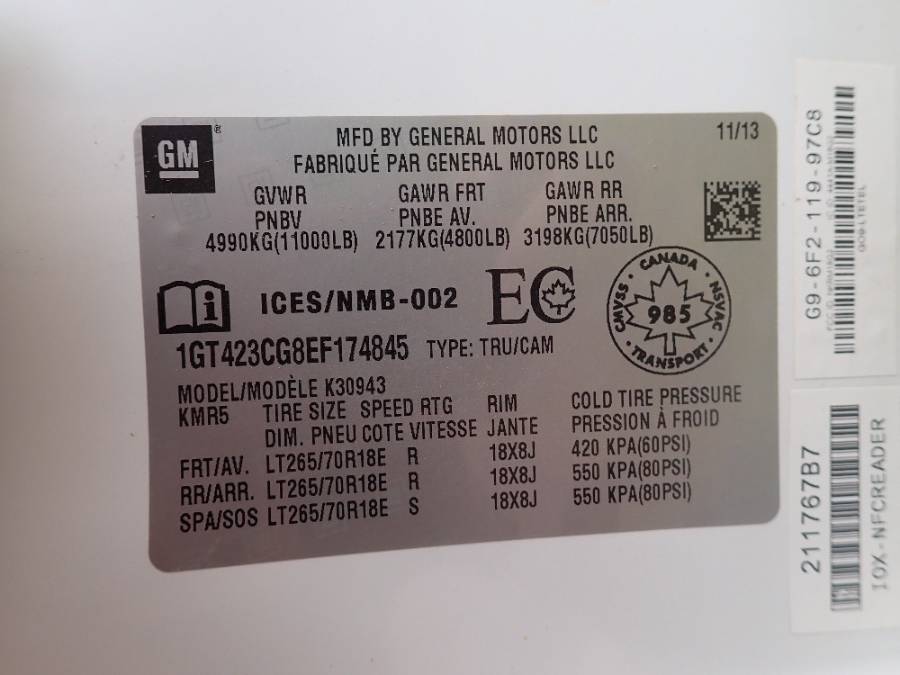 GM
MFD BY GENERAL MOTORS LLC 11/13
FABRIQUÉ PAR GENERAL MOTORS LLC
GVWR GAWR FRT GAWR RR
PNBV PNBE AV. PNBE ARR.
4990KG(11000LB) 2177KG(4800LB) 3198KG(7050LB)
ICES/NMB-002 EC
CANADA
CMVSS 985 NSVAC
TRANSPORT
1GT423CG8EF174845 TYPE: TRU/CAM
MODEL/MODÈLE K30943
KMR5 TIRE SIZE SPEED RTG RIM COLD TIRE PRESSURE
DIM. PNEU COTE VITESSE JANTE PRESSION À FROID
FRT/AV. LT265/70R18E R 18X8J 420 KPA(60PSI)
RR/ARR. LT265/70R18E R 18X8J 550 KPA(80PSI)
SPA/SOS LT265/70R18E S 18X8J 550 KPA(80PSI)
G9-6F2-119-97C8
GO9-LTETEL
211767B7
IOX-NFCREADER